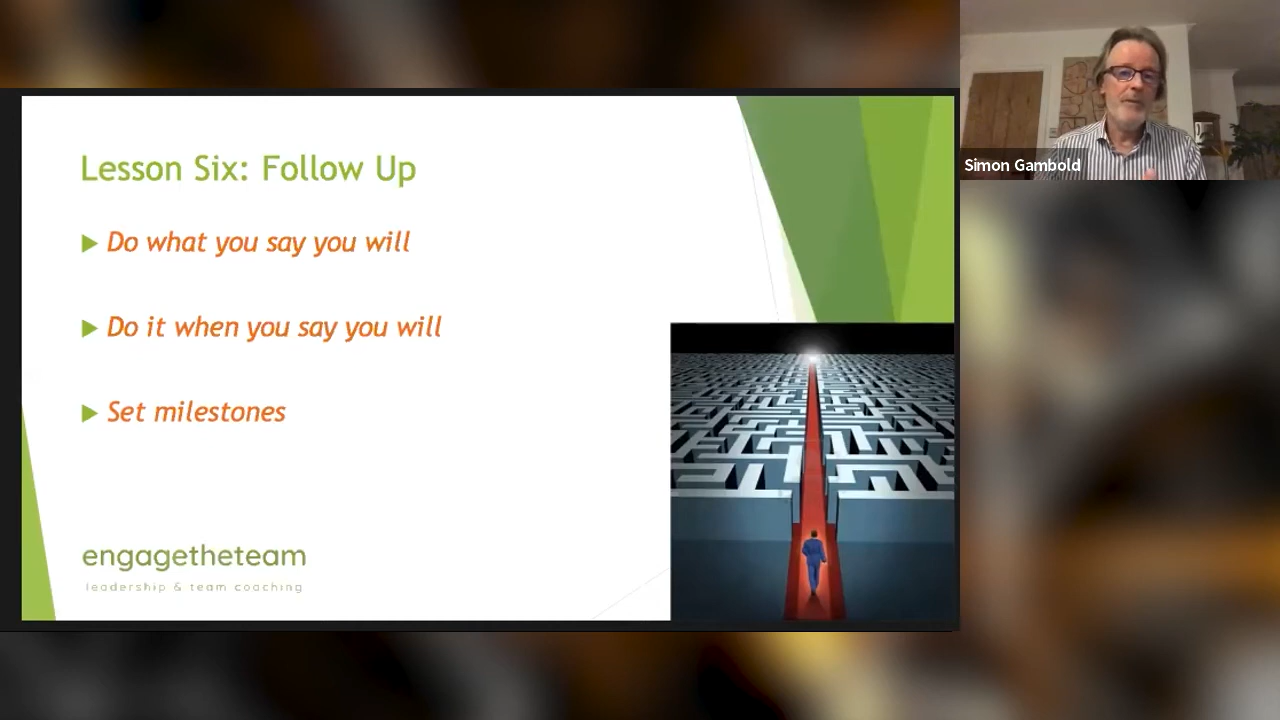 Lesson Six: Follow Up
Do what you say you will
Do it when you say you will
Set milestones
engagetheteam
leadership & team coaching
Simon Gambold